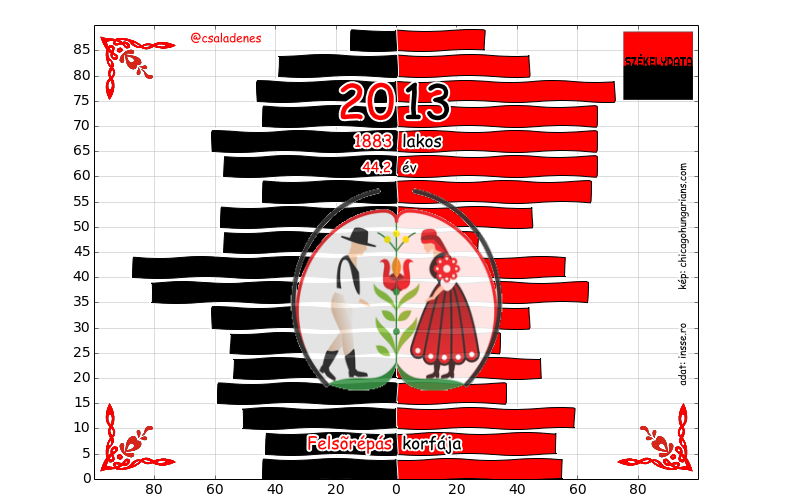 @csaladenes
SZÉKELYDATA
2013
1883 lakos
44.2 év
kép: chicagohungarians.com
adat: insse.ro
Felsõrépás korfája
85
80
75
70
65
60
55
50
45
40
35
30
25
20
15
10
5
0
80 60 40 20 0 20 40 60 80